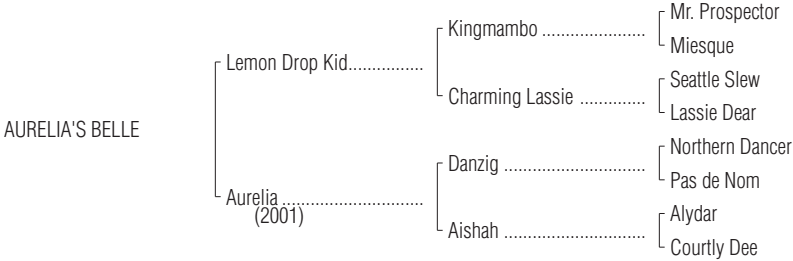 Mr. Prospector
Kingmambo ......................
Miesque
Lemon Drop Kid................
Seattle Slew
Charming Lassie ..............
Lassie Dear
AURELIA'S BELLE
Northern Dancer
Danzig ..............................
Pas de Nom
Aurelia ..............................
(2001)
Alydar
Aishah ..............................
Courtly Dee